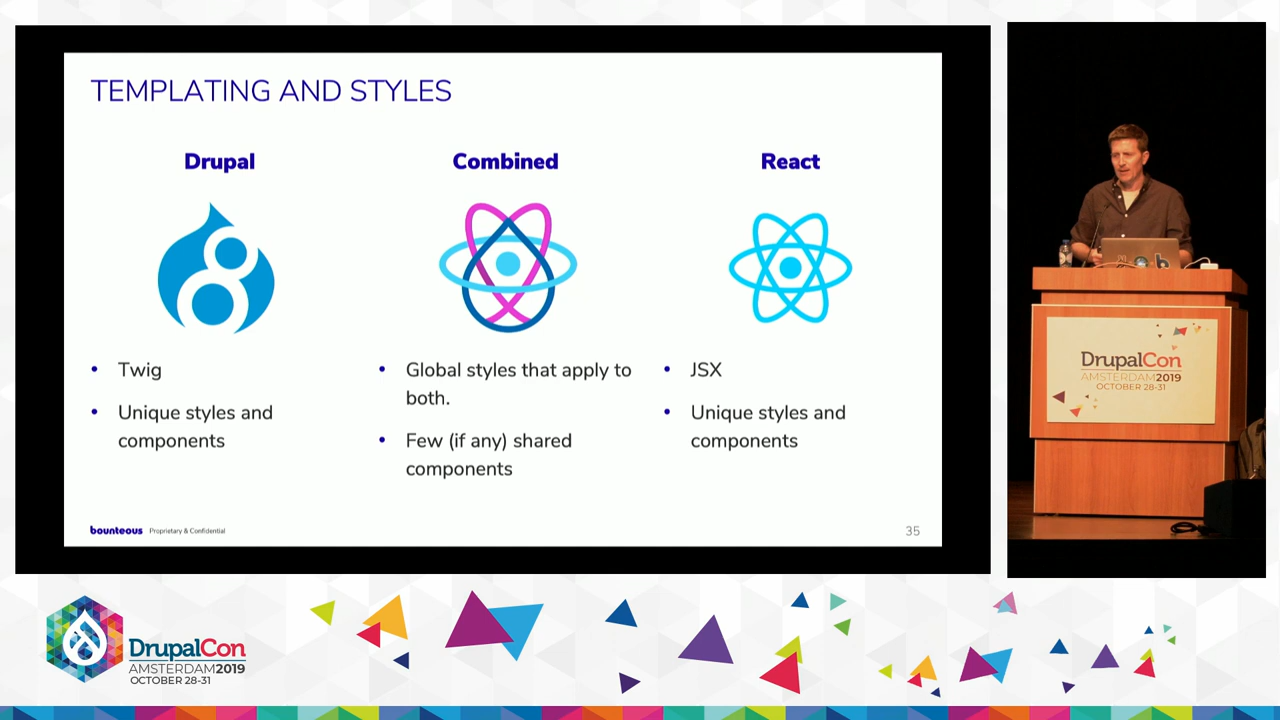 TEMPLATING AND STYLES
Drupal
Combined
React
• Twig
• Unique styles and
components
• Global styles that apply to
both.
• Few (if any) shared
components
• JSX
• Unique styles and
components
bounteous Proprietary & Confidential
35
DrupalCon
AMSTERDAM2019
OCTOBER 28-31
DrupalCon
AMSTERDAM2019
OCTOBER 28-31